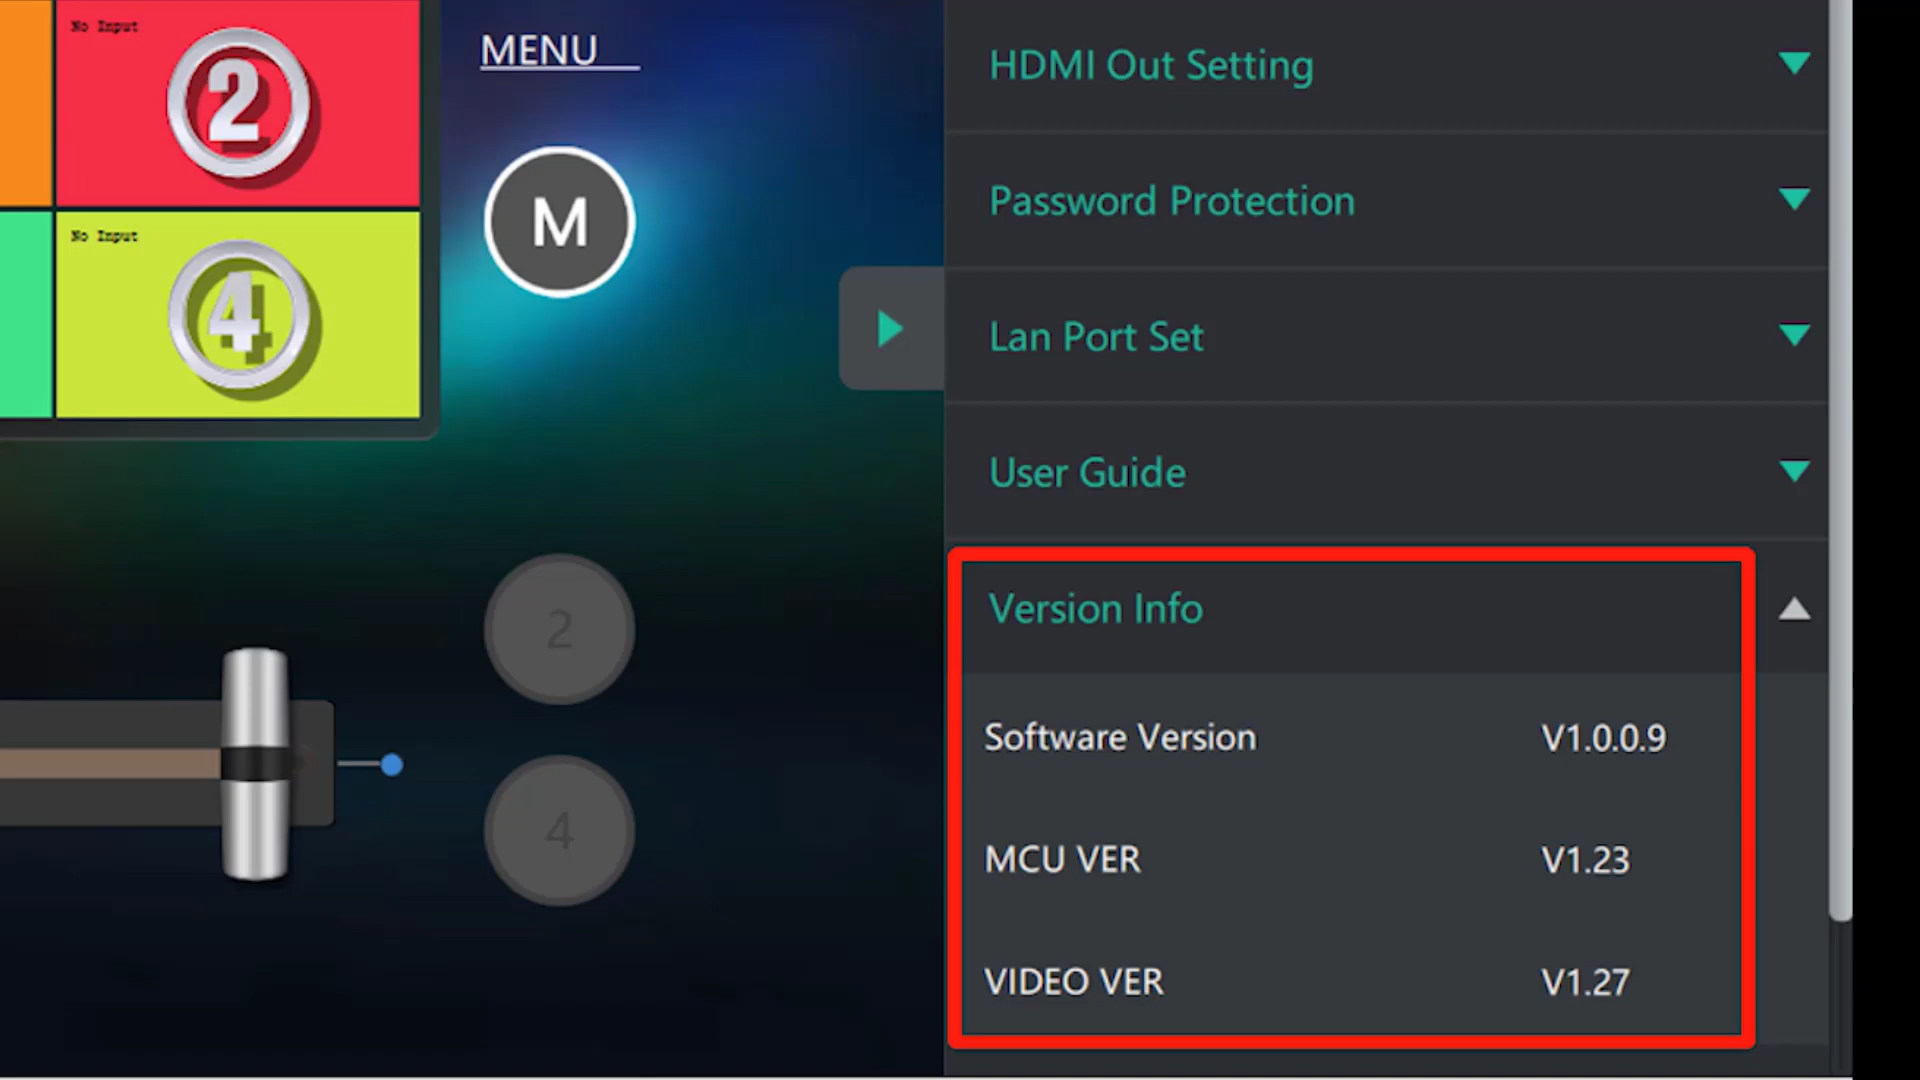 No Input
2
No Input
4
MENU
M
2
4
HDMI Out Setting
Password Protection
Lan Port Set
User Guide
Version Info
Software Version V1.0.0.9
MCU VER V1.23
VIDEO VER V1.27